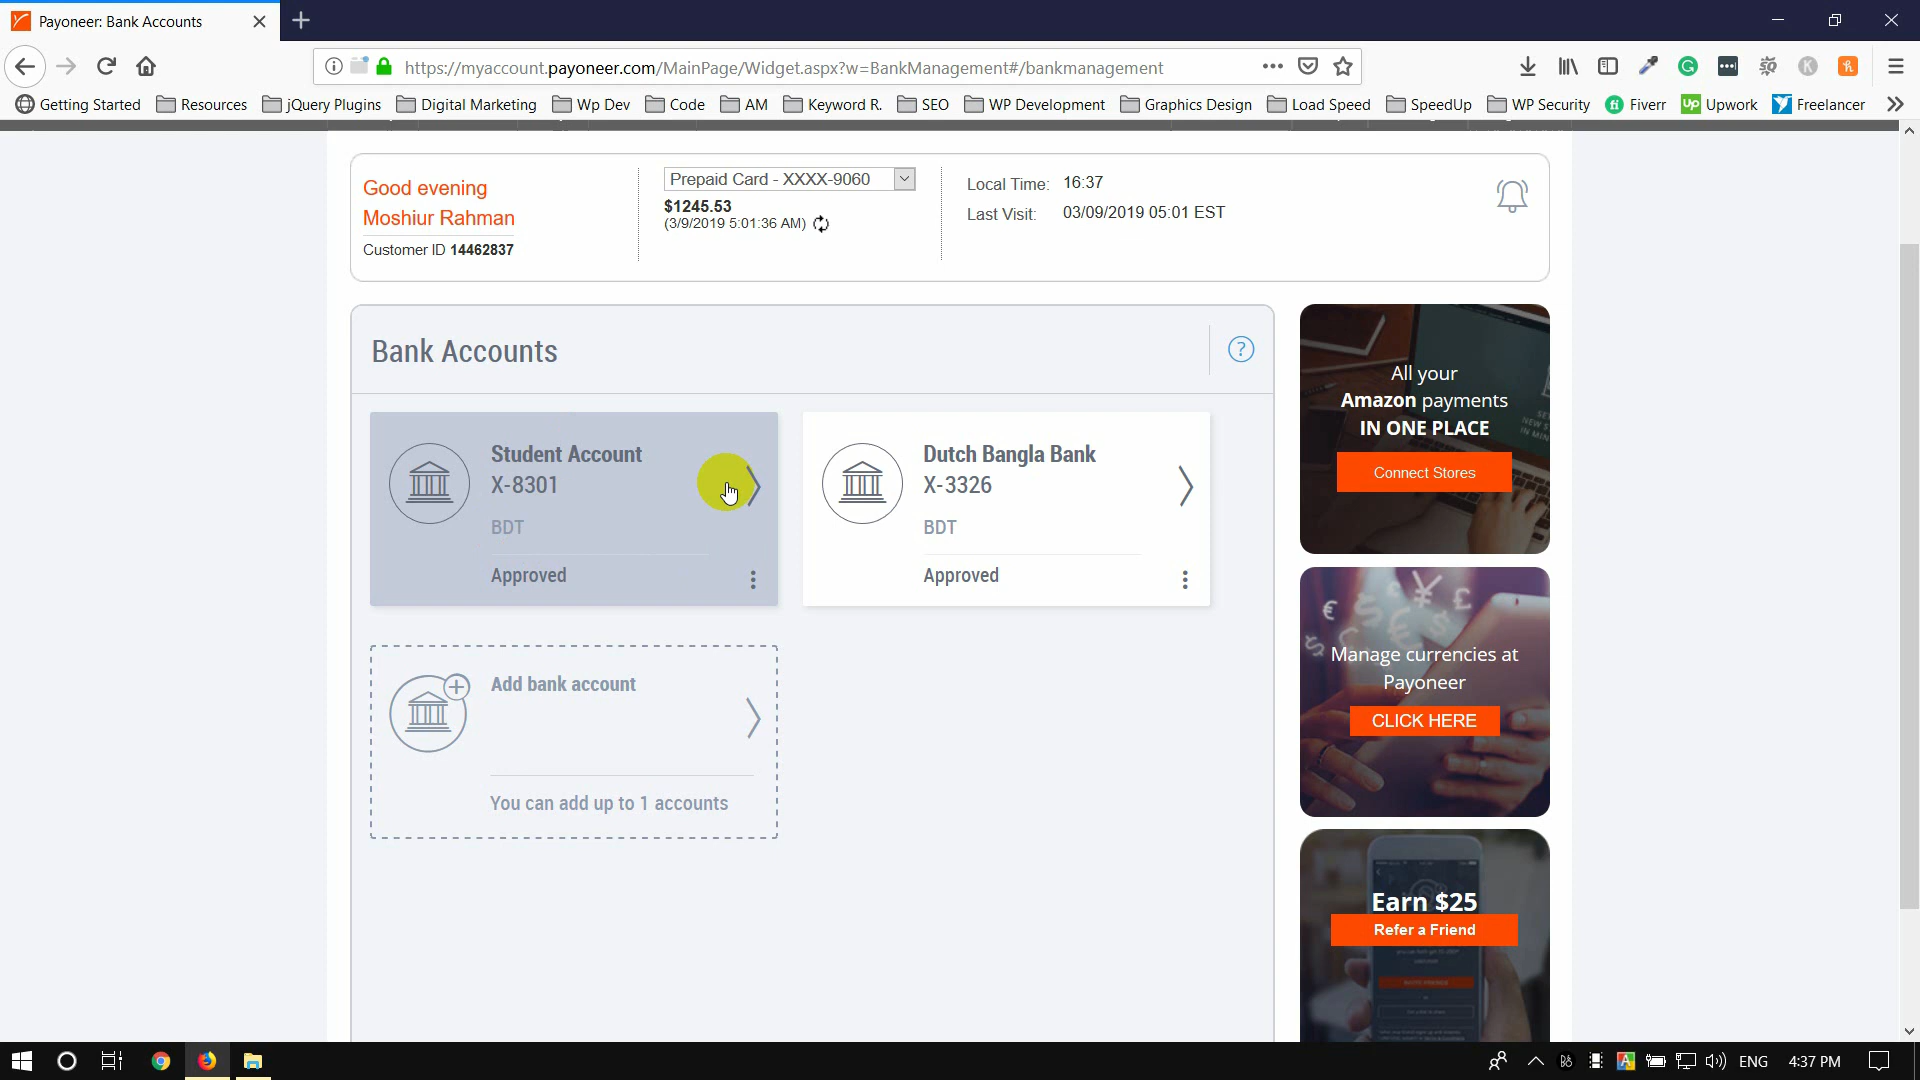 Payoneer: Bank Accounts
https://myaccount.payoneer.com/MainPage/Widget.aspx?w=BankManagement#/bankmanagement
Getting Started Resources jQuery Plugins Digital Marketing Wp Dev Code AM Keyword R. SEO WP Development Graphics Design Load Speed SpeedUp WP Security Fiverr Upwork Freelancer
Good evening
Moshiur Rahman
Customer ID 14462837
Prepaid Card - XXXX-9060
$1245.53
(3/9/2019 5:01:36 AM)
Local Time: 16:37
Last Visit: 03/09/2019 05:01 EST
Bank Accounts
?
Student Account
X-8301
BDT
Approved
Dutch Bangla Bank
X-3326
BDT
Approved
Add bank account
You can add up to 1 accounts
All your
Amazon payments
IN ONE PLACE
Connect Stores
Manage currencies at
Payoneer
CLICK HERE
Earn $25
Refer a Friend
ENG 4:37 PM